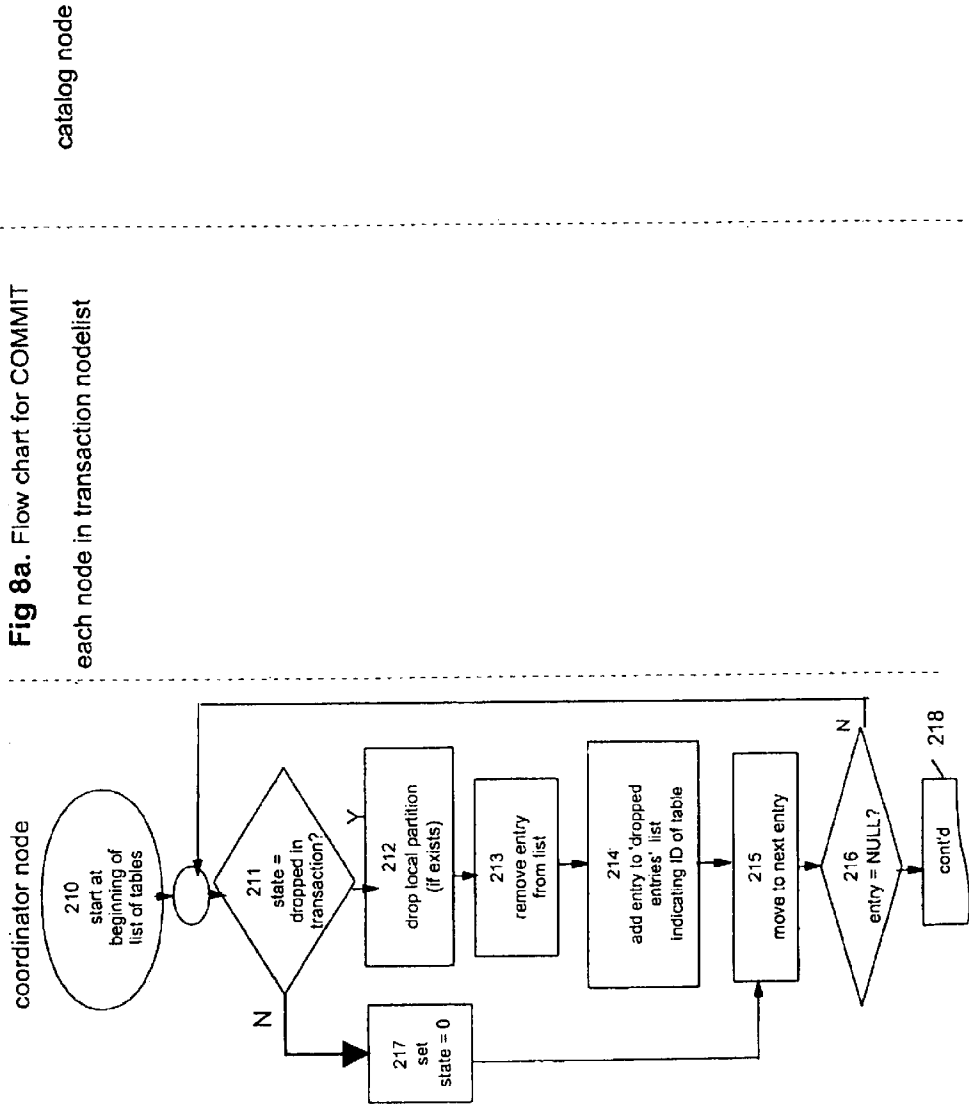 Fig 8a. Flow chart for COMMIT
coordinator node
each node in transaction nodelist
catalog node
210
start at
beginning of
list of tables
211
state =
dropped in
transaction?
N
Y
217
set
state = 0
212
drop local partition
(if exists)
213
remove entry
from list
214
add entry to 'dropped
entries' list
indicating ID of table
215
move to next entry
216
entry = NULL?
N
cont'd
218